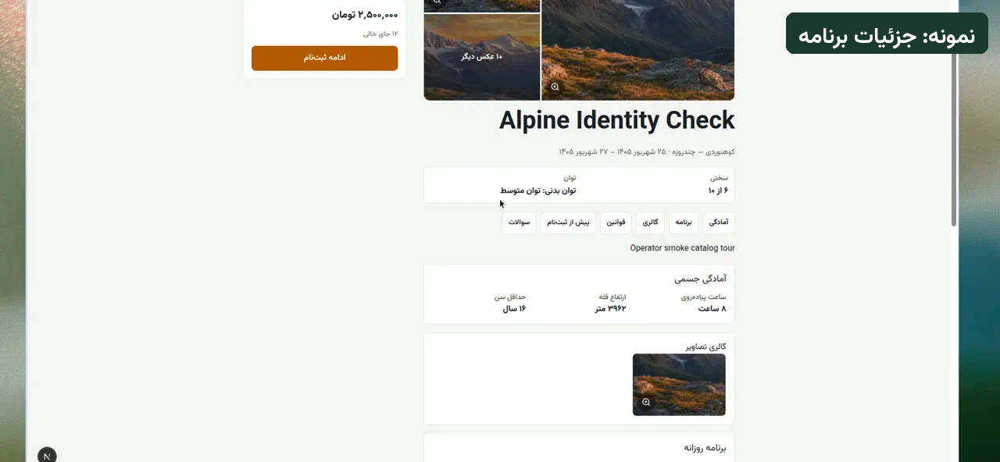 نمونه: جزئیات برنامه
۲,۵۰۰,۰۰۰ تومان
۱۲ جای خالی
ادامه ثبت‌نام
+۱ عکس دیگر
Alpine Identity Check
کوهنوردی — چندروزه · ۲۵ شهریور ۱۴۰۵ – ۲۷ شهریور ۱۴۰۵
سختی
۶ از ۱۰
توان
توان بدنی: توان متوسط
آمادگی
برنامه
گالری
قوانین
پیش از ثبت‌نام
سوالات
Operator smoke catalog tour
آمادگی جسمی
ساعت پیاده‌روی
۸ ساعت
ارتفاع قله
۳۹۶۲ متر
حداقل سن
۱۶ سال
گالری تصاویر
برنامه روزانه
N